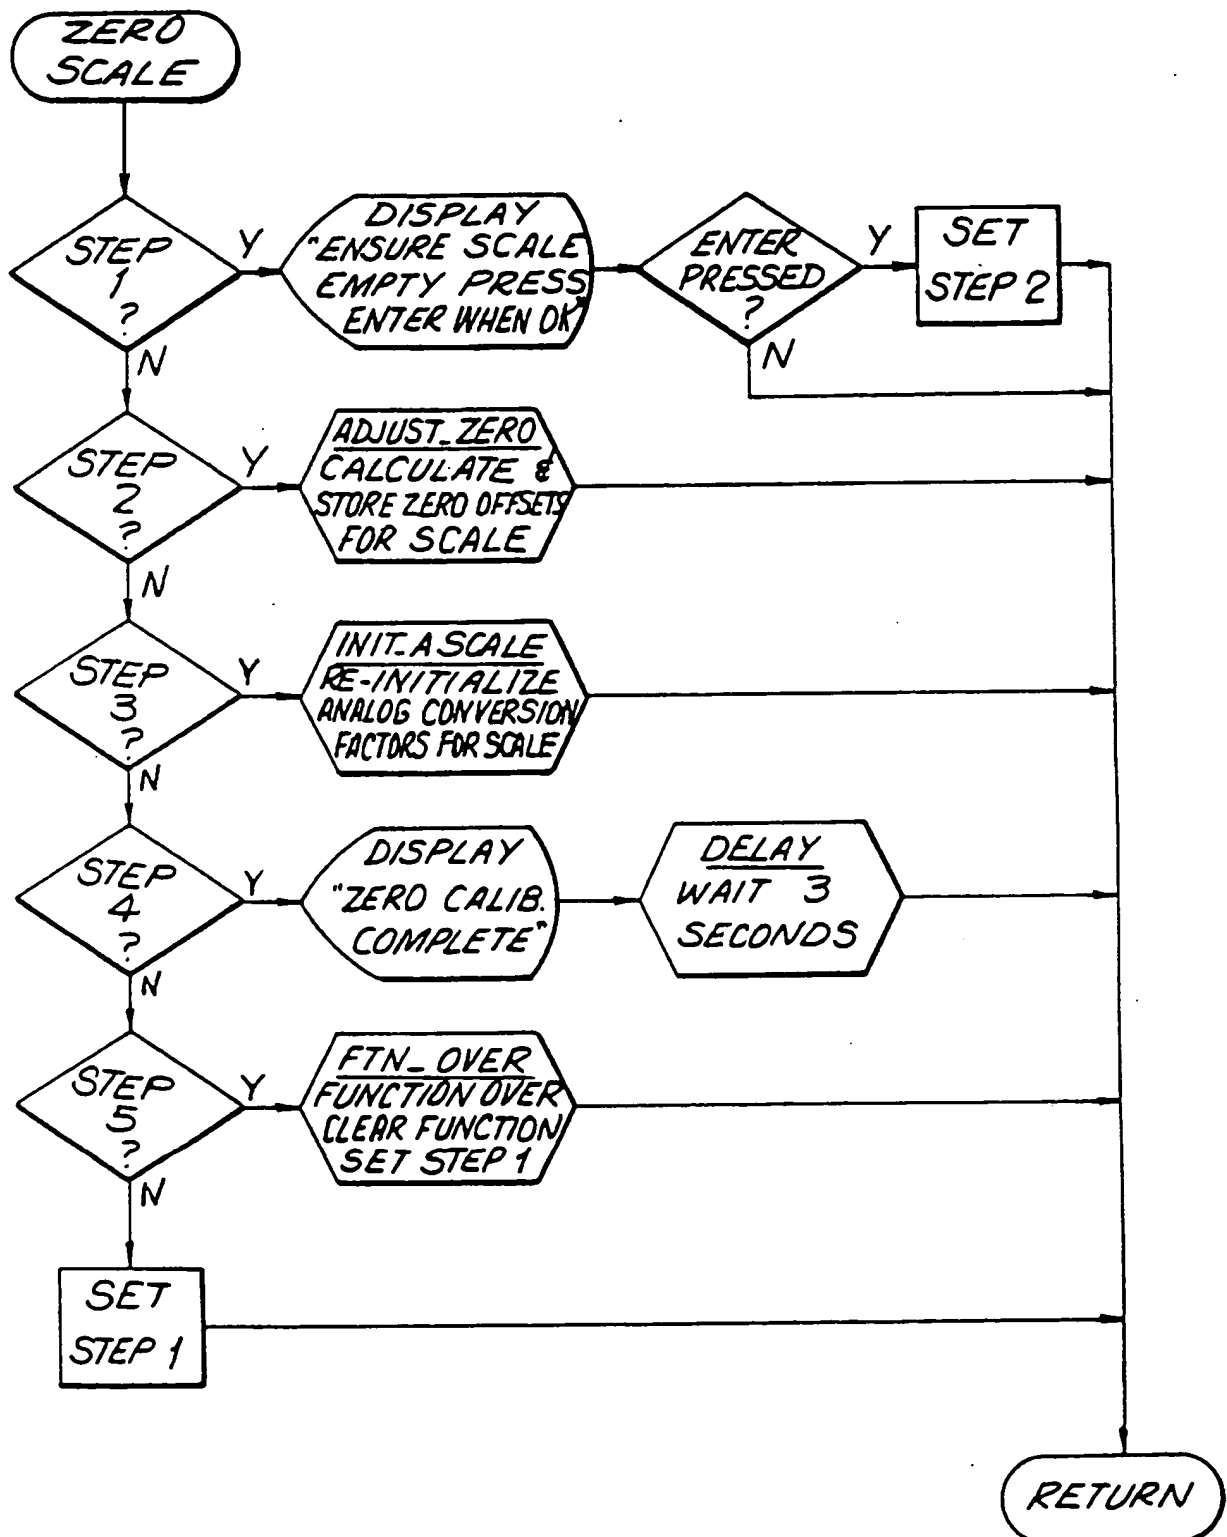 ZERO
SCALE
STEP
1
?
Y
N
DISPLAY
"ENSURE SCALE
EMPTY PRESS
ENTER WHEN OK"
ENTER
PRESSED
?
Y
N
SET
STEP 2
STEP
2
?
Y
N
ADJUST_ZERO
CALCULATE &
STORE ZERO OFFSETS
FOR SCALE
STEP
3
?
Y
N
INIT_ASCALE
RE-INITIALIZE
ANALOG CONVERSION
FACTORS FOR SCALE
STEP
4
?
Y
N
DISPLAY
"ZERO CALIB.
COMPLETE"
DELAY
WAIT 3
SECONDS
STEP
5
?
Y
N
FTN_OVER
FUNCTION OVER
CLEAR FUNCTION
SET STEP 1
SET
STEP 1
RETURN